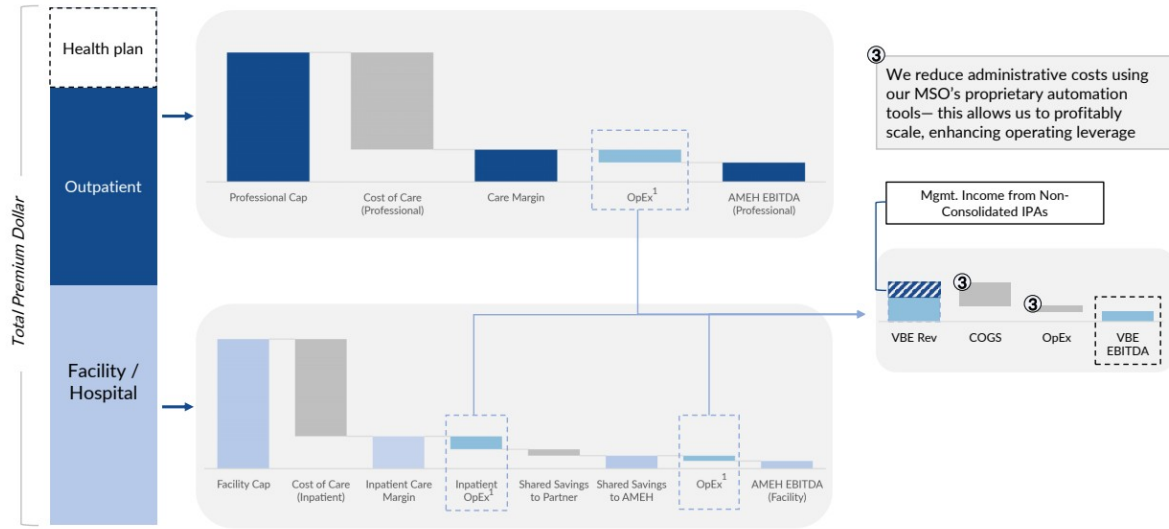 Total Premium Dollar
Health plan
Outpatient
Facility /
Hospital
Professional Cap
Cost of Care
(Professional)
Care Margin
OpEx1
AMEH EBITDA
(Professional)
Facility Cap
Cost of Care
(Inpatient)
Inpatient Care
Margin
Inpatient
OpEx1
Shared Savings
to Partner
Shared Savings
to AMEH
OpEx1
AMEH EBITDA
(Facility)
3
We reduce administrative costs using
our MSO's proprietary automation
tools— this allows us to profitably
scale, enhancing operating leverage
Mgmt. Income from Non-
Consolidated IPAs
3
3
VBE Rev
COGS
OpEx
VBE
EBITDA